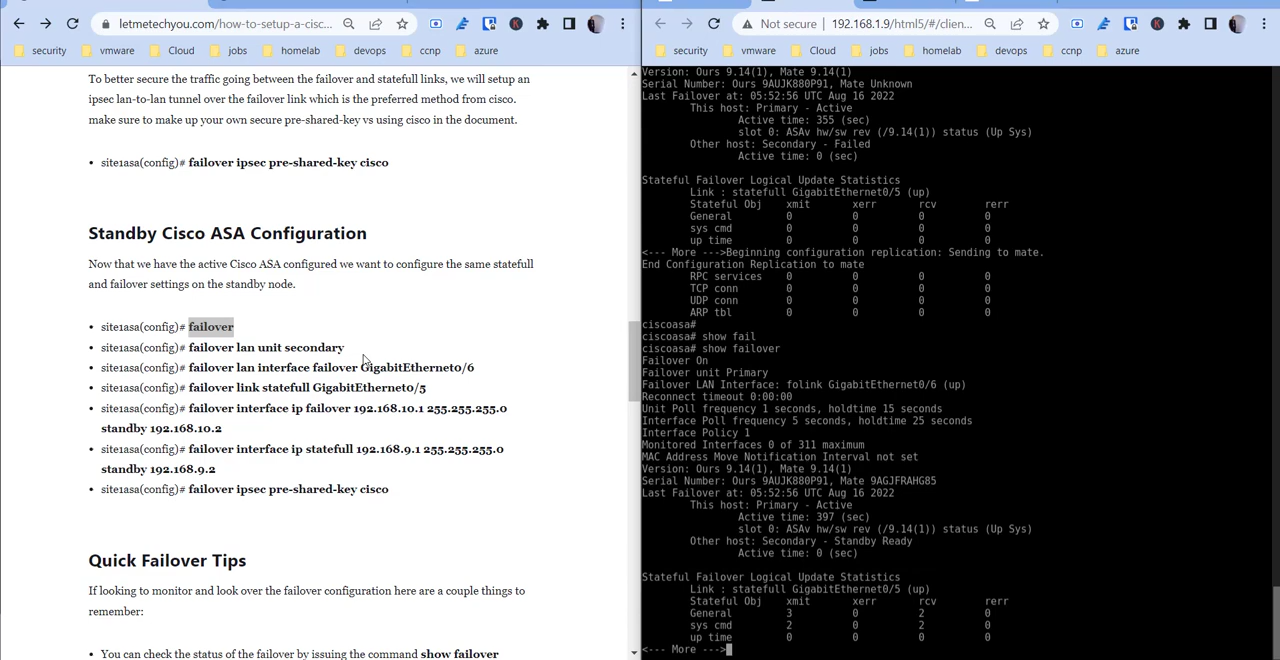 letmetechyou.com/how-to-setup-a-cisc...
security vmware Cloud jobs homelab devops ccnp azure
To better secure the traffic going between the failover and statefull links, we will setup an
ipsec lan-to-lan tunnel over the failover link which is the preferred method from cisco.
make sure to make up your own secure pre-shared-key vs using cisco in the document.
• site1asa(config)# failover ipsec pre-shared-key cisco
Standby Cisco ASA Configuration
Now that we have the active Cisco ASA configured we want to configure the same statefull
and failover settings on the standby node.
• site1asa(config)# failover
• site1asa(config)# failover lan unit secondary
• site1asa(config)# failover lan interface failover GigabitEthernet0/6
• site1asa(config)# failover link statefull GigabitEthernet0/5
• site1asa(config)# failover interface ip failover 192.168.10.1 255.255.255.0
standby 192.168.10.2
• site1asa(config)# failover interface ip statefull 192.168.9.1 255.255.255.0
standby 192.168.9.2
• site1asa(config)# failover ipsec pre-shared-key cisco
Quick Failover Tips
If looking to monitor and look over the failover configuration here are a couple things to
remember:
• You can check the status of the failover by issuing the command show failover
Not secure 192.168.1.9/html5/#/clien...
security vmware Cloud jobs homelab devops ccnp azure
Version: Ours 9.14(1), Mate 9.14(1)
Serial Number: Ours 9AUJK880P91, Mate Unknown
Last Failover at: 05:52:56 UTC Aug 16 2022
This host: Primary - Active
Active time: 355 (sec)
slot 0: ASAv hw/sw rev (/9.14(1)) status (Up Sys)
Other host: Secondary - Failed
Active time: 0 (sec)
Stateful Failover Logical Update Statistics
Link : statefull GigabitEthernet0/5 (up)
Stateful Obj xmit xerr rcv rerr
General 0 0 0 0
sys cmd 0 0 0 0
up time 0 0 0 0
<--- More --->Beginning configuration replication: Sending to mate.
End Configuration Replication to mate
RPC services 0 0 0 0
TCP conn 0 0 0 0
UDP conn 0 0 0 0
ARP tbl 0 0 0 0
ciscoasa#
ciscoasa# show fail
ciscoasa# show failover
Failover On
Failover unit Primary
Failover LAN Interface: folink GigabitEthernet0/6 (up)
Reconnect timeout 0:00:00
Unit Poll frequency 1 seconds, holdtime 15 seconds
Interface Poll frequency 5 seconds, holdtime 25 seconds
Interface Policy 1
Monitored Interfaces 0 of 311 maximum
MAC Address Move Notification Interval not set
Version: Ours 9.14(1), Mate 9.14(1)
Serial Number: Ours 9AUJK880P91, Mate 9AGJFRAHG85
Last Failover at: 05:52:56 UTC Aug 16 2022
This host: Primary - Active
Active time: 397 (sec)
slot 0: ASAv hw/sw rev (/9.14(1)) status (Up Sys)
Other host: Secondary - Standby Ready
Active time: 0 (sec)
Stateful Failover Logical Update Statistics
Link : statefull GigabitEthernet0/5 (up)
Stateful Obj xmit xerr rcv rerr
General 3 0 2 0
sys cmd 2 0 2 0
up time 0 0 0 0
<--- More --->